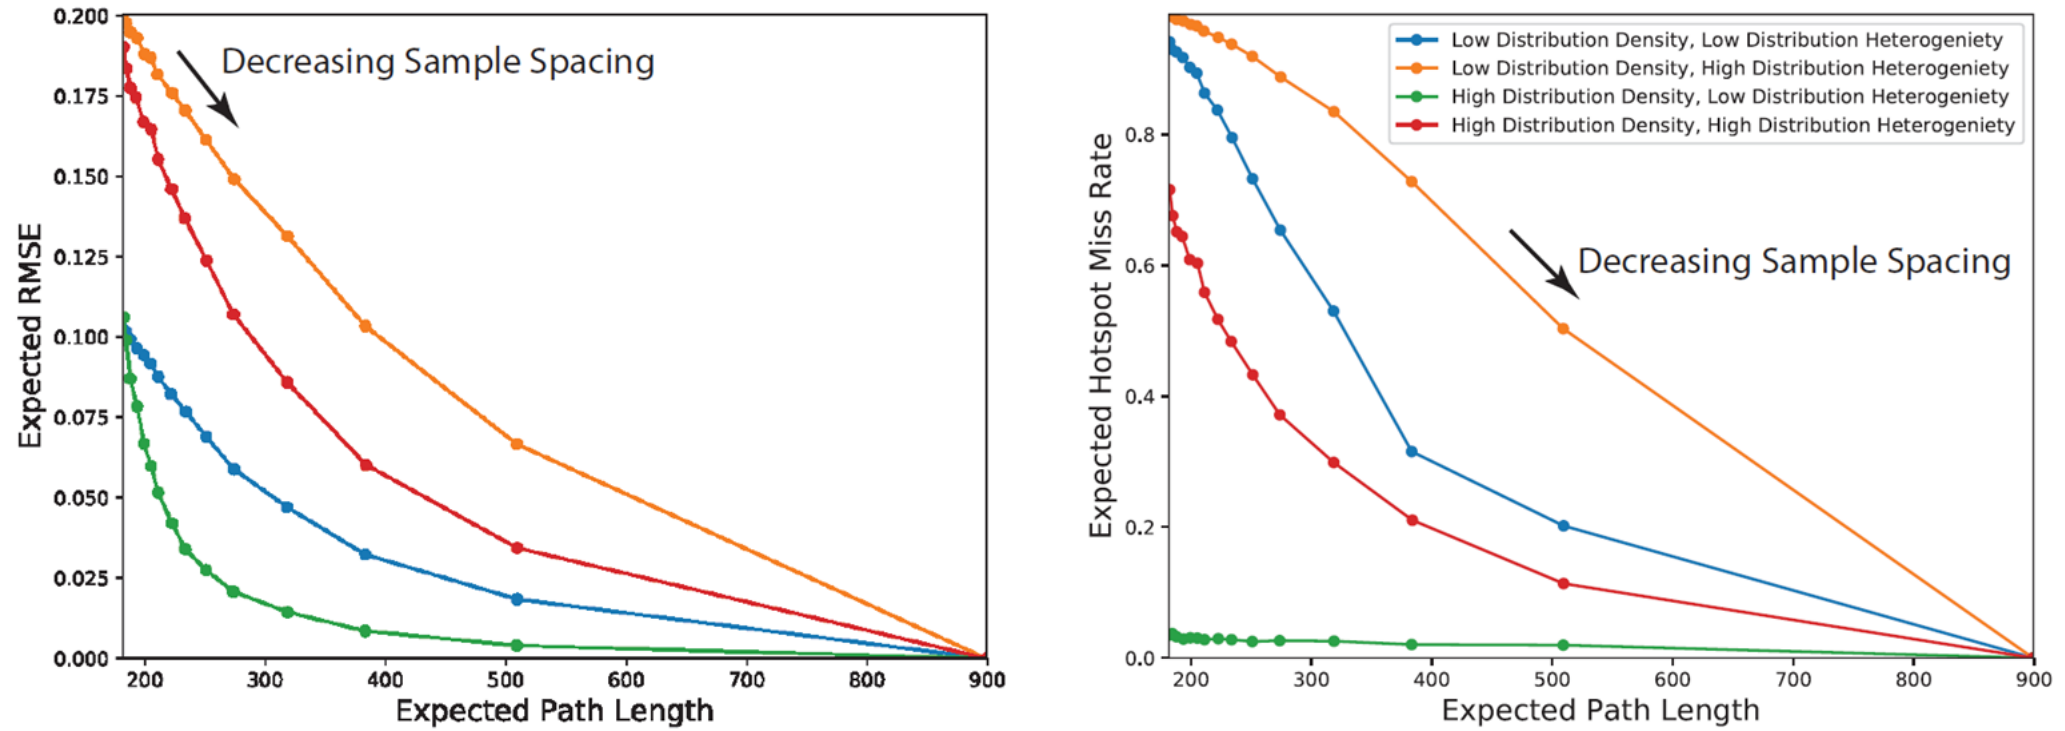 0.200
0.175
0.150
0.125
0.100
0.075
0.050
0.025
0.000
Expected RMSE
Decreasing Sample Spacing
200 300 400 500 600 700 800 900
Expected Path Length
Low Distribution Density, Low Distribution Heterogeniety
Low Distribution Density, High Distribution Heterogeniety
High Distribution Density, Low Distribution Heterogeniety
High Distribution Density, High Distribution Heterogeniety
0.8
0.6
0.4
0.2
0.0
Expected Hotspot Miss Rate
Decreasing Sample Spacing
200 300 400 500 600 700 800 900
Expected Path Length